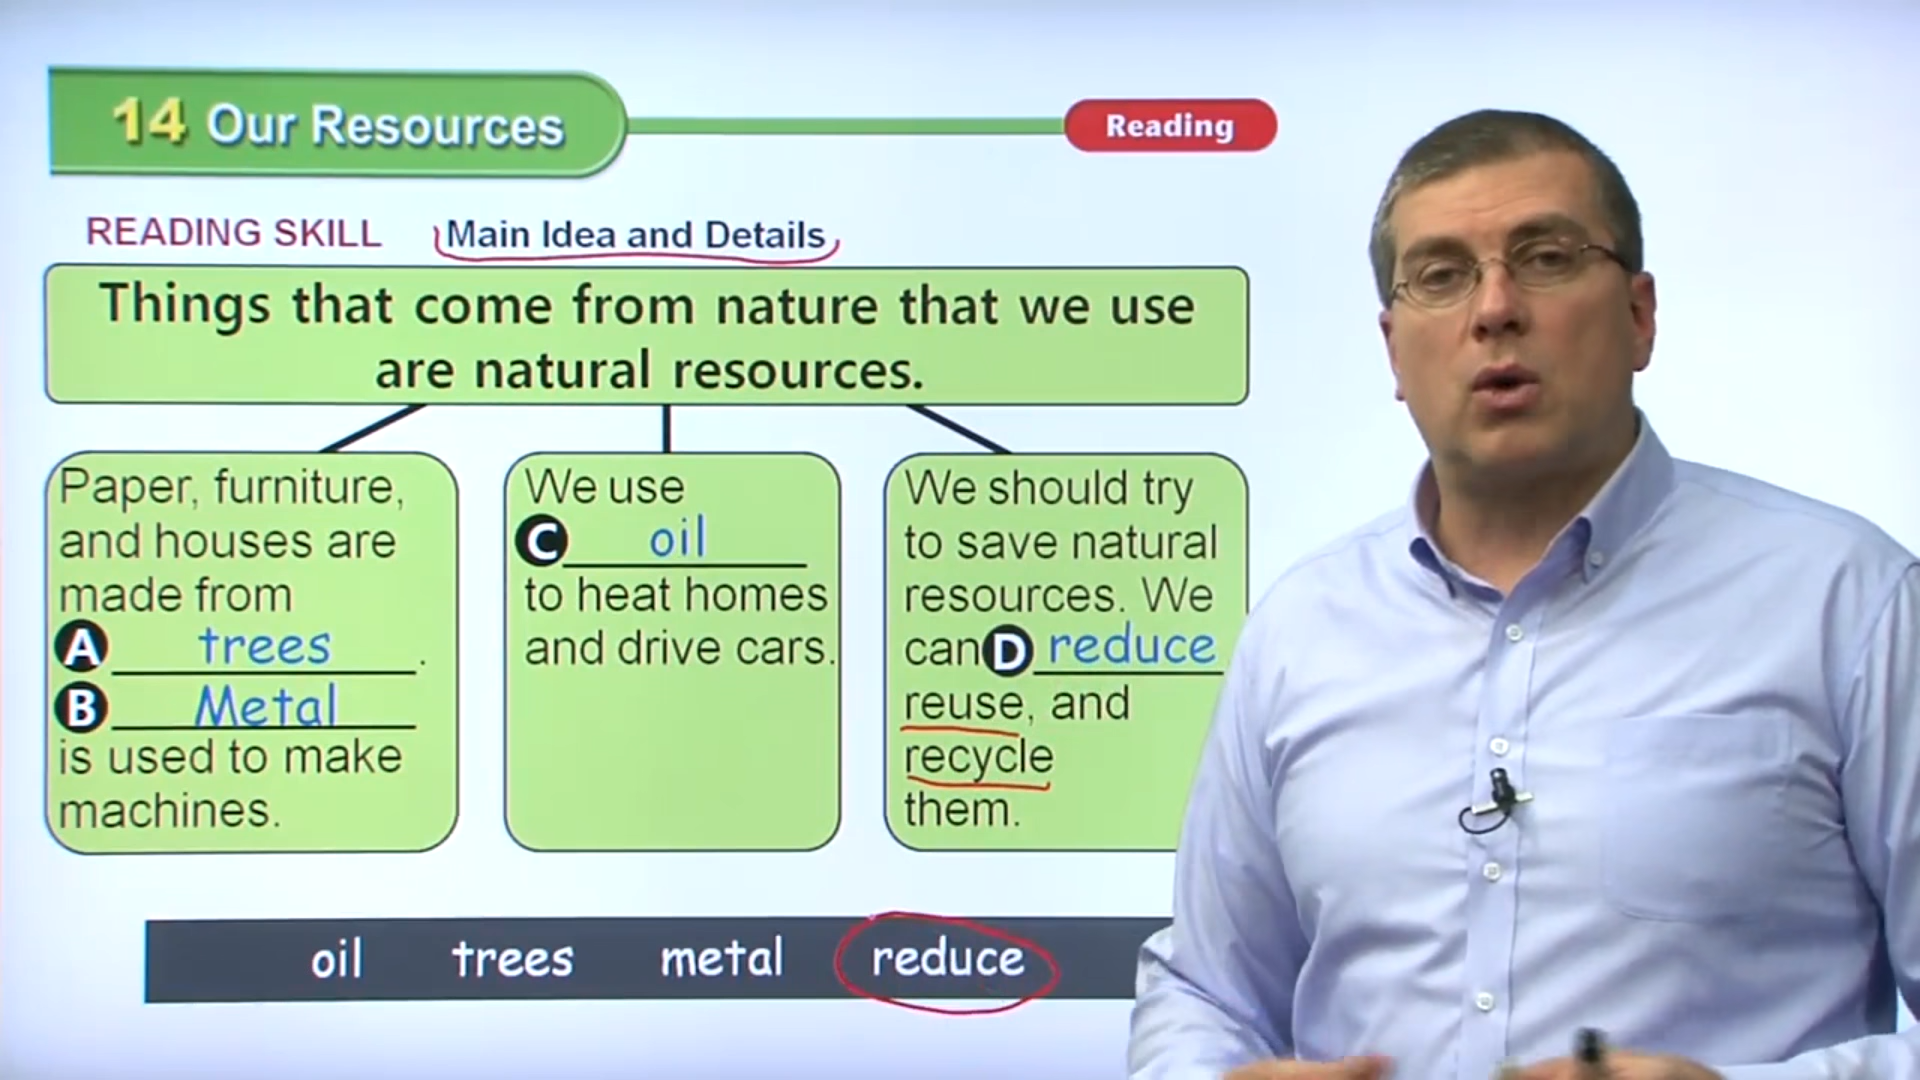 14 Our Resources
Reading
READING SKILL Main Idea and Details
Things that come from nature that we use
are natural resources.
Paper, furniture,
and houses are
made from
A trees.
B Metal
is used to make
machines.
We use
C oil
to heat homes
and drive cars.
We should try
to save natural
resources. We
can D reduce
reuse, and
recycle
them.
oil trees metal reduce